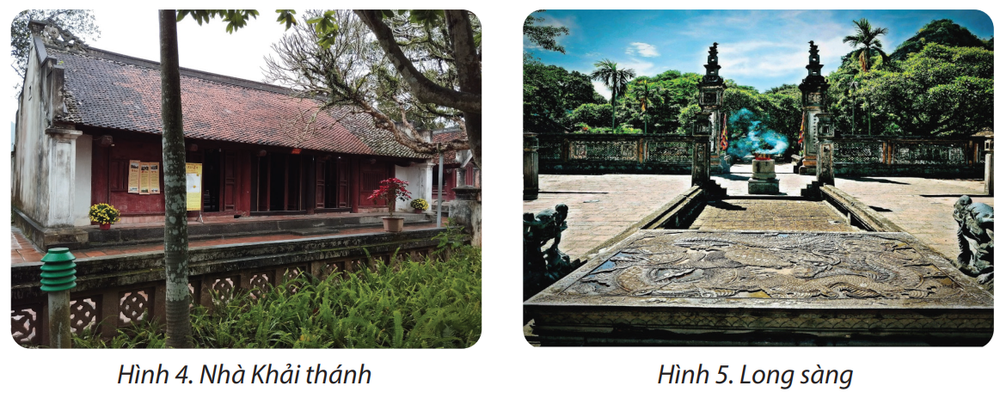 Hình 4. Nhà Khải thánh
Hình 5. Long sàng